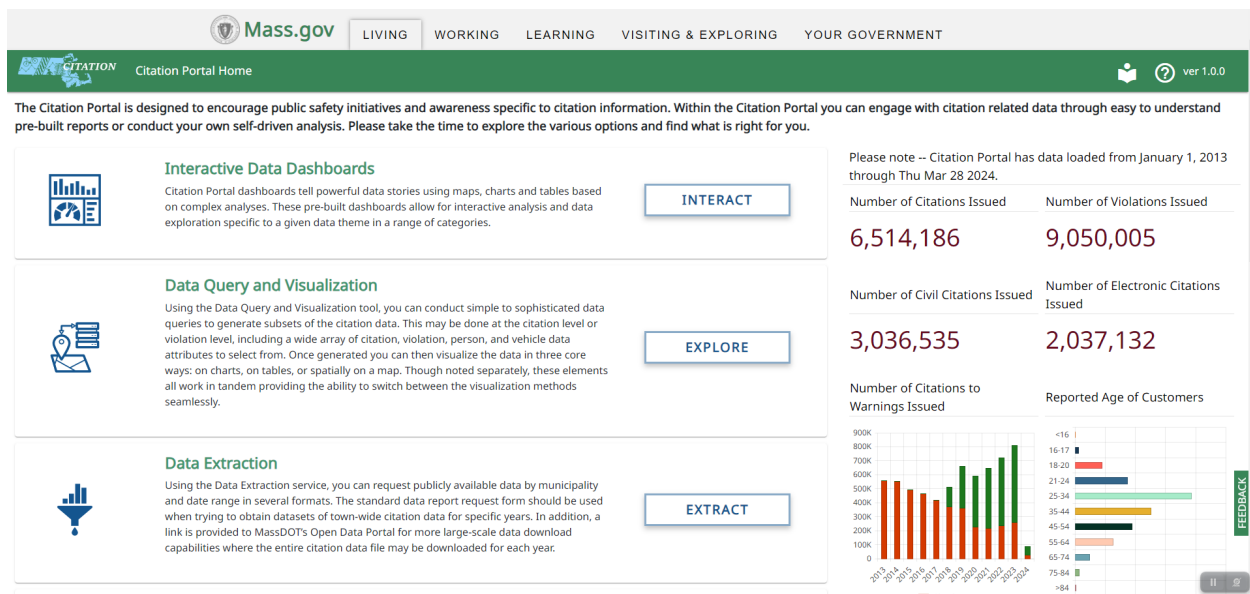 Mass.gov
LIVING
WORKING
LEARNING
VISITING & EXPLORING
YOUR GOVERNMENT
CITATION
Citation Portal Home
ver 1.0.0
The Citation Portal is designed to encourage public safety initiatives and awareness specific to citation information. Within the Citation Portal you can engage with citation related data through easy to understand
pre-built reports or conduct your own self-driven analysis. Please take the time to explore the various options and find what is right for you.
Interactive Data Dashboards
Citation Portal dashboards tell powerful data stories using maps, charts and tables based
on complex analyses. These pre-built dashboards allow for interactive analysis and data
exploration specific to a given data theme in a range of categories.
INTERACT
Data Query and Visualization
Using the Data Query and Visualization tool, you can conduct simple to sophisticated data
queries to generate subsets of the citation data. This may be done at the citation level or
violation level, including a wide array of citation, violation, person, and vehicle data
attributes to select from. Once generated you can then visualize the data in three core
ways: on charts, on tables, or spatially on a map. Though noted separately, these elements
all work in tandem providing the ability to switch between the visualization methods
seamlessly.
EXPLORE
Data Extraction
Using the Data Extraction service, you can request publicly available data by municipality
and date range in several formats. The standard data report request form should be used
when trying to obtain datasets of town-wide citation data for specific years. In addition, a
link is provided to MassDOT's Open Data Portal for more large-scale data download
capabilities where the entire citation data file may be downloaded for each year.
EXTRACT
Please note -- Citation Portal has data loaded from January 1, 2013
through Thu Mar 28 2024.
Number of Citations Issued
6,514,186
Number of Violations Issued
9,050,005
Number of Civil Citations Issued
3,036,535
Number of Electronic Citations
Issued
2,037,132
Number of Citations to
Warnings Issued
900K
800K
700K
600K
500K
400K
300K
200K
100K
0
2013
2014
2015
2016
2017
2018
2019
2020
2021
2022
2023
2024
Reported Age of Customers
<16
16-17
18-20
21-24
25-34
35-44
45-54
55-64
65-74
75-84
>84
FEEDBACK